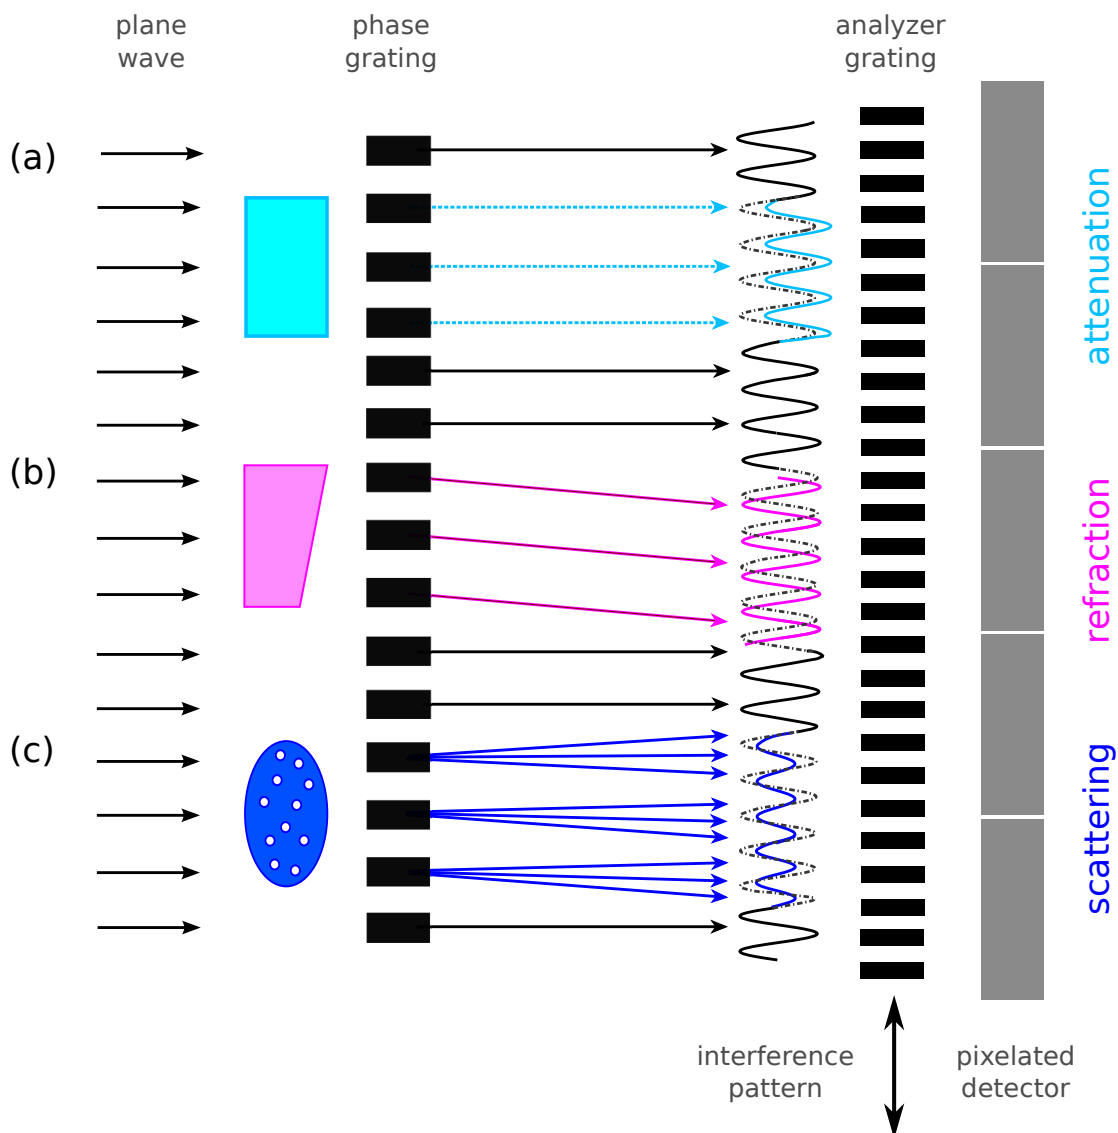 plane
wave
phase
grating
analyzer
grating
(a)
attenuation
(b)
refraction
(c)
scattering
interference
pattern
pixelated
detector